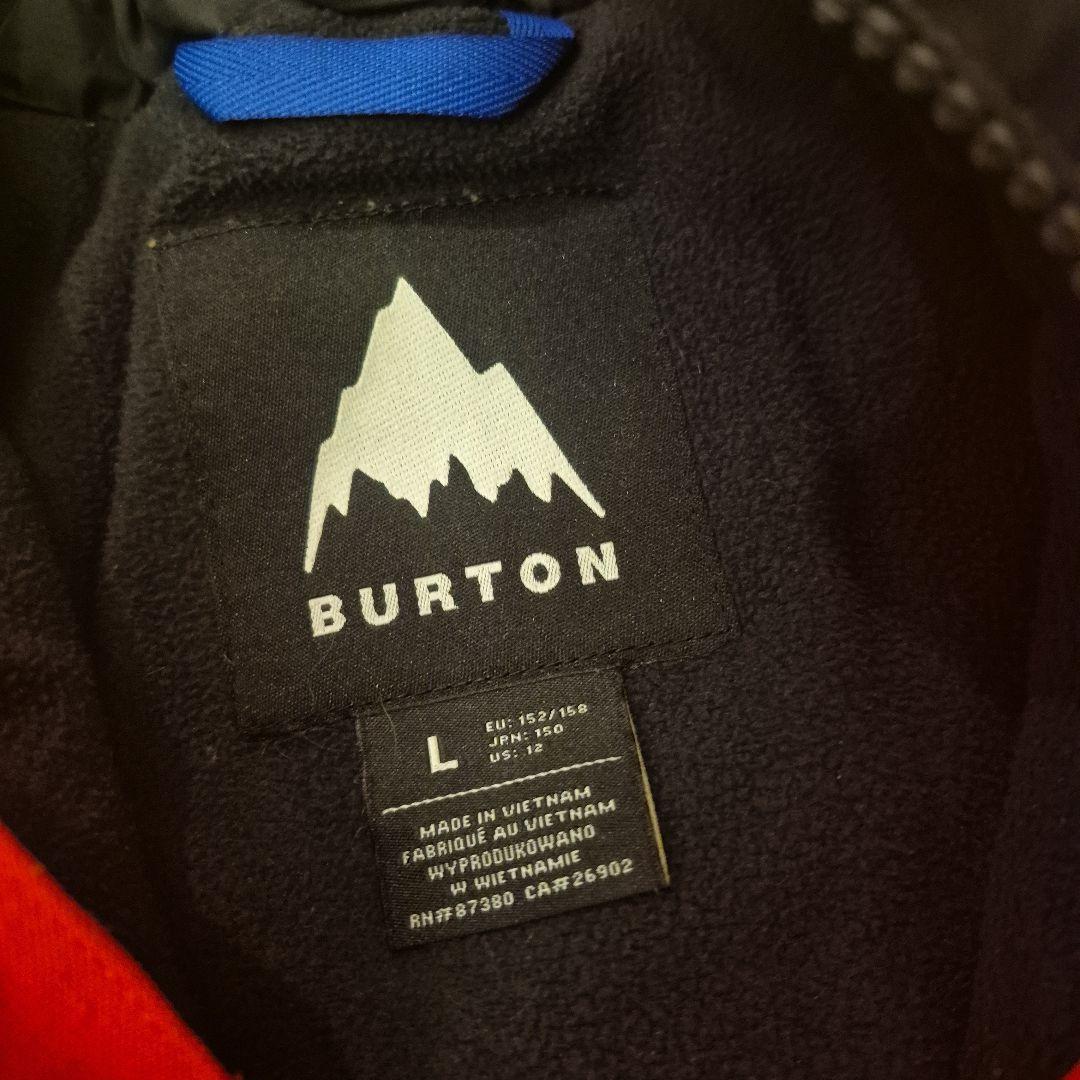 BURTON
L
EU: 152/158
JPN: 150
US: 12
MADE IN VIETNAM
FABRIQUÉ AU VIETNAM
WYPRODUKOWANO
W WIETNAMIE
RN#87380 CA#26902